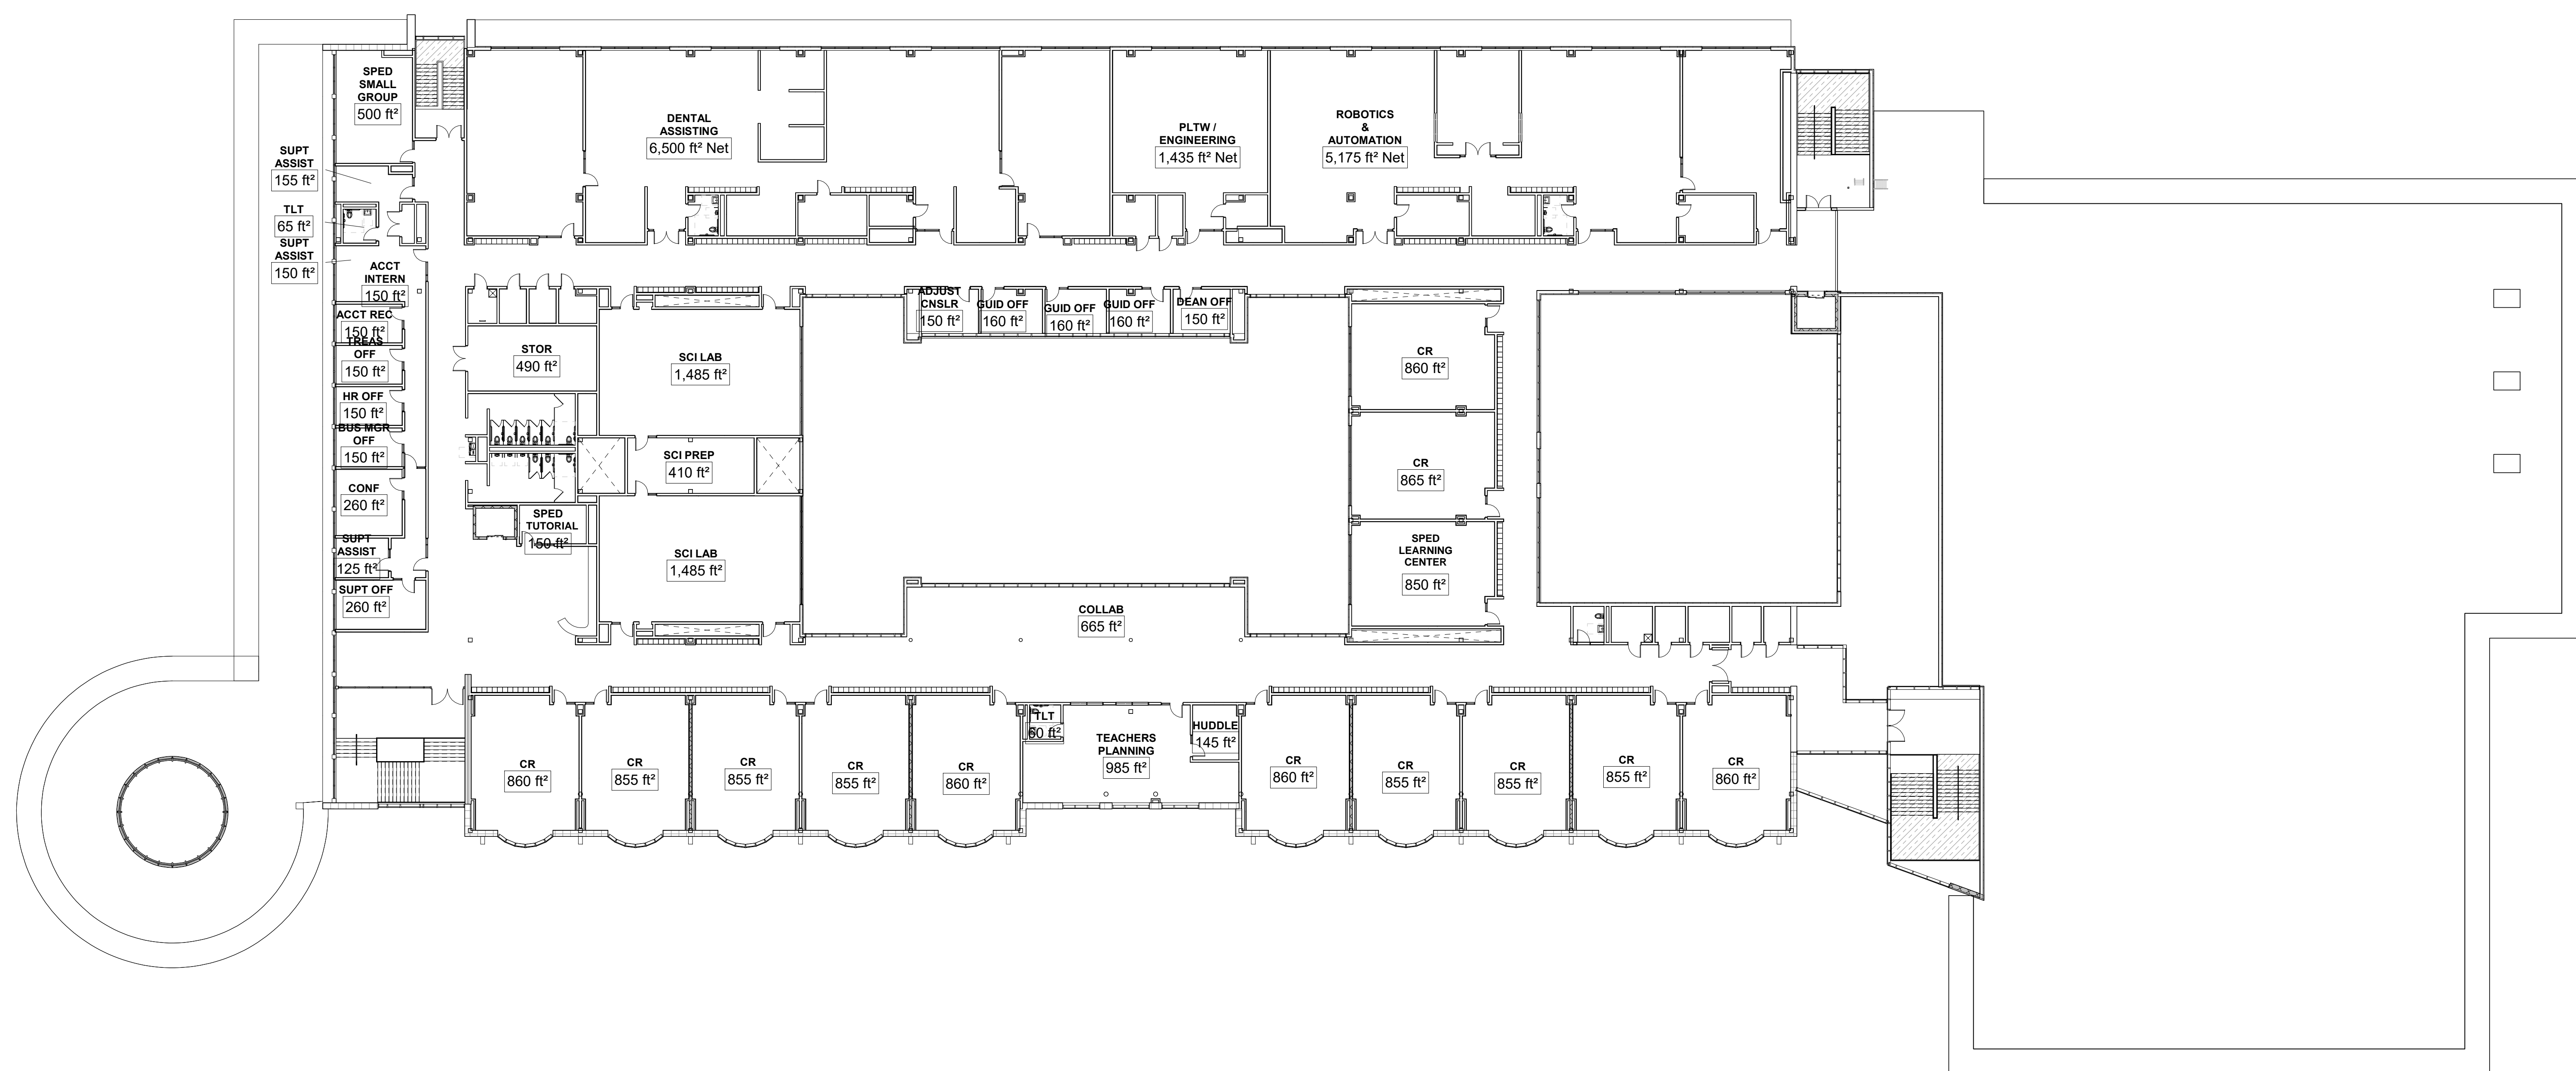 SPED
SMALL
GROUP
500 ft²
SUPT
ASSIST
155 ft²
TLT
65 ft²
SUPT
ASSIST
150 ft²
ACCT
INTERN
150 ft²
ACCT REC
150 ft²
TREAS
OFF
150 ft²
HR OFF
150 ft²
BUS MGR
OFF
150 ft²
CONF
260 ft²
SUPT
ASSIST
125 ft²
SUPT OFF
260 ft²
DENTAL
ASSISTING
6,500 ft² Net
PLTW /
ENGINEERING
1,435 ft² Net
ROBOTICS
&
AUTOMATION
5,175 ft² Net
STOR
490 ft²
SCI LAB
1,485 ft²
SCI PREP
410 ft²
SPED
TUTORIAL
150 ft²
SCI LAB
1,485 ft²
ADJUST
CNSLR
150 ft²
GUID OFF
160 ft²
GUID OFF
160 ft²
GUID OFF
160 ft²
DEAN OFF
150 ft²
CR
860 ft²
CR
865 ft²
SPED
LEARNING
CENTER
850 ft²
COLLAB
665 ft²
CR
860 ft²
CR
855 ft²
CR
855 ft²
CR
855 ft²
CR
860 ft²
TLT
60 ft²
TEACHERS
PLANNING
985 ft²
HUDDLE
145 ft²
CR
860 ft²
CR
855 ft²
CR
855 ft²
CR
855 ft²
CR
860 ft²